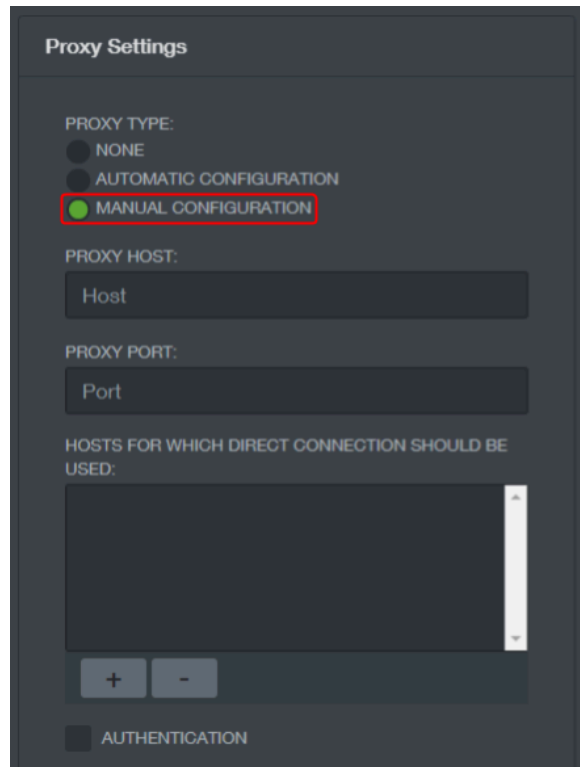 Proxy Settings
PROXY TYPE:
NONE
AUTOMATIC CONFIGURATION
MANUAL CONFIGURATION
PROXY HOST:
Host
PROXY PORT:
Port
HOSTS FOR WHICH DIRECT CONNECTION SHOULD BE
USED:
+ -
AUTHENTICATION